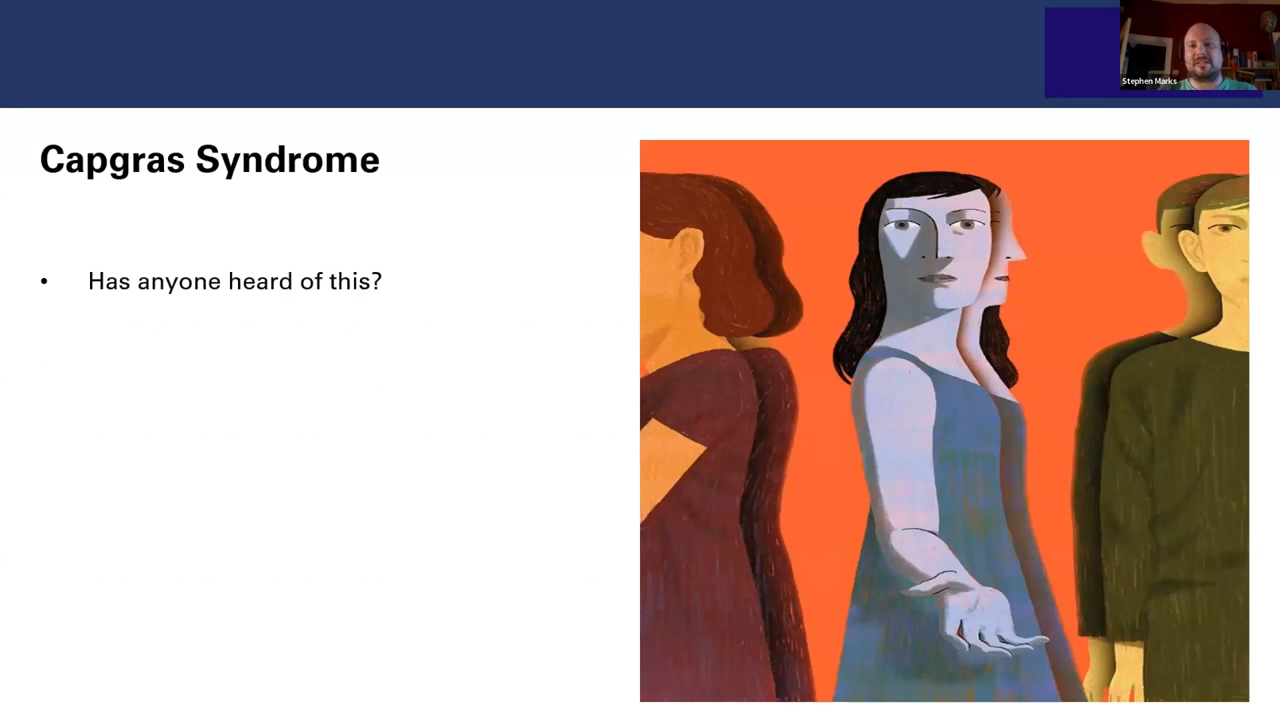 Stephen Marks
Capgras Syndrome
• Has anyone heard of this?